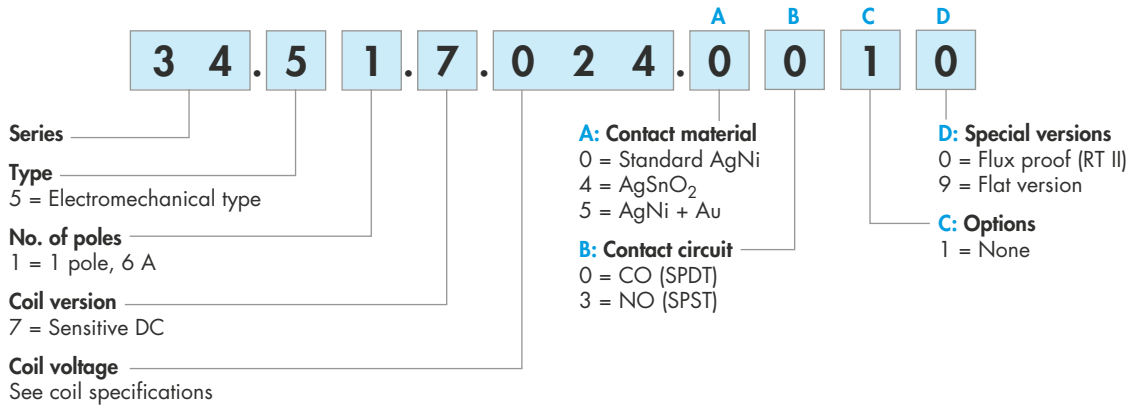 A B C D
3 4 . 5 1 . 7 . 0 2 4 . 0 0 1 0
Series
Type
5 = Electromechanical type
No. of poles
1 = 1 pole, 6 A
Coil version
7 = Sensitive DC
Coil voltage
See coil specifications
A: Contact material
0 = Standard AgNi
4 = AgSnO₂
5 = AgNi + Au
B: Contact circuit
0 = CO (SPDT)
3 = NO (SPST)
D: Special versions
0 = Flux proof (RT II)
9 = Flat version
C: Options
1 = None